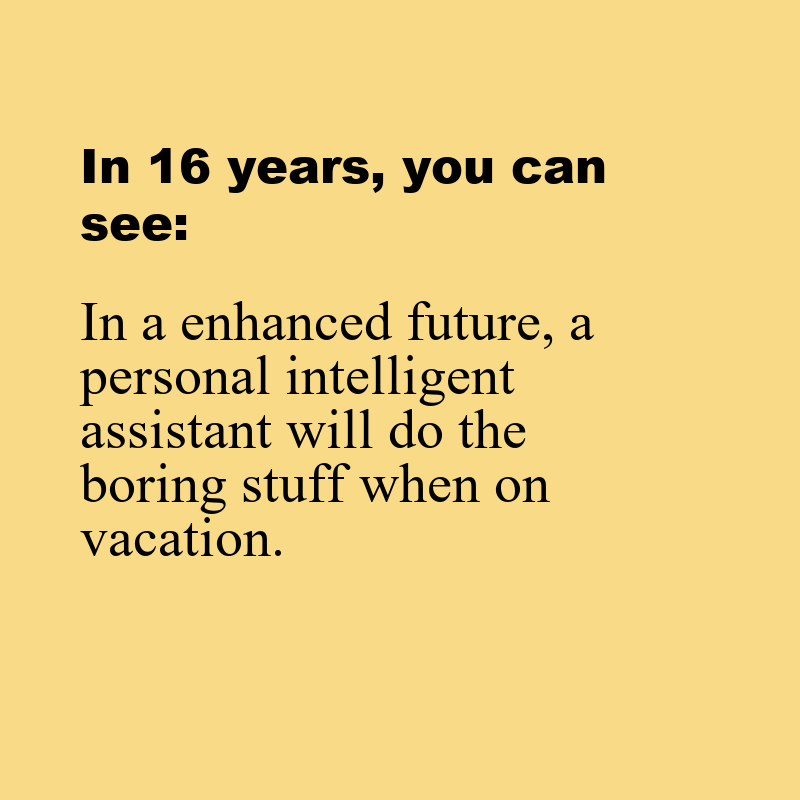 In 16 years, you can
see:
In a enhanced future, a
personal intelligent
assistant will do the
boring stuff when on
vacation.